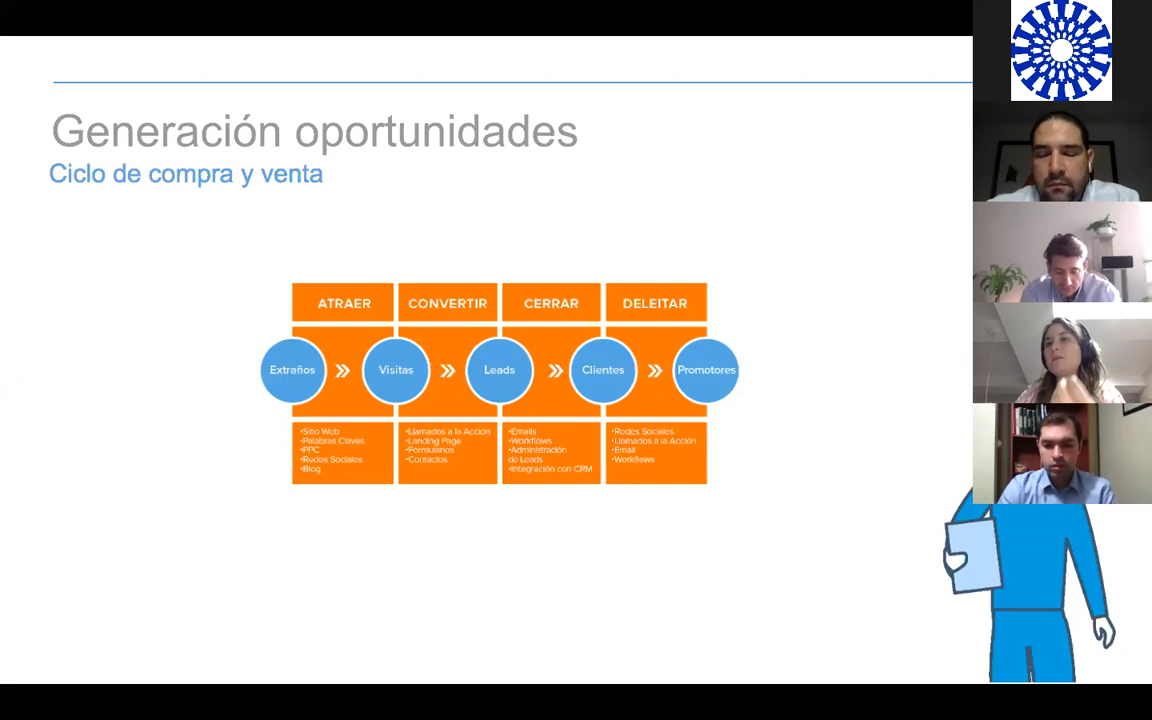 Generación oportunidades
Ciclo de compra y venta
ATRAER
CONVERTIR
CERRAR
DELEITAR
Extraños
Visitas
Leads
Clientes
Promotores
•Sitio Web
•Palabras Claves
•PPC
•Redes Sociales
•Blog
•Llamados a la Acción
•Landing Page
•Formularios
•Contactos
•Emails
•Workflows
•Administración
de Leads
•Integración con CRM
•Redes Sociales
•Llamados a la Acción
•Email
•Workflows